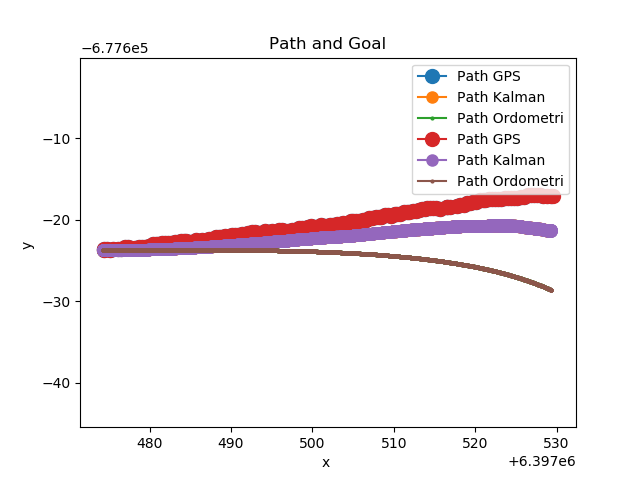 Path and Goal
−6.776e5
Path GPS
Path Kalman
Path Ordometri
Path GPS
Path Kalman
Path Ordometri
−10
−20
−30
−40
y
480 490 500 510 520 530
x
+6.397e6